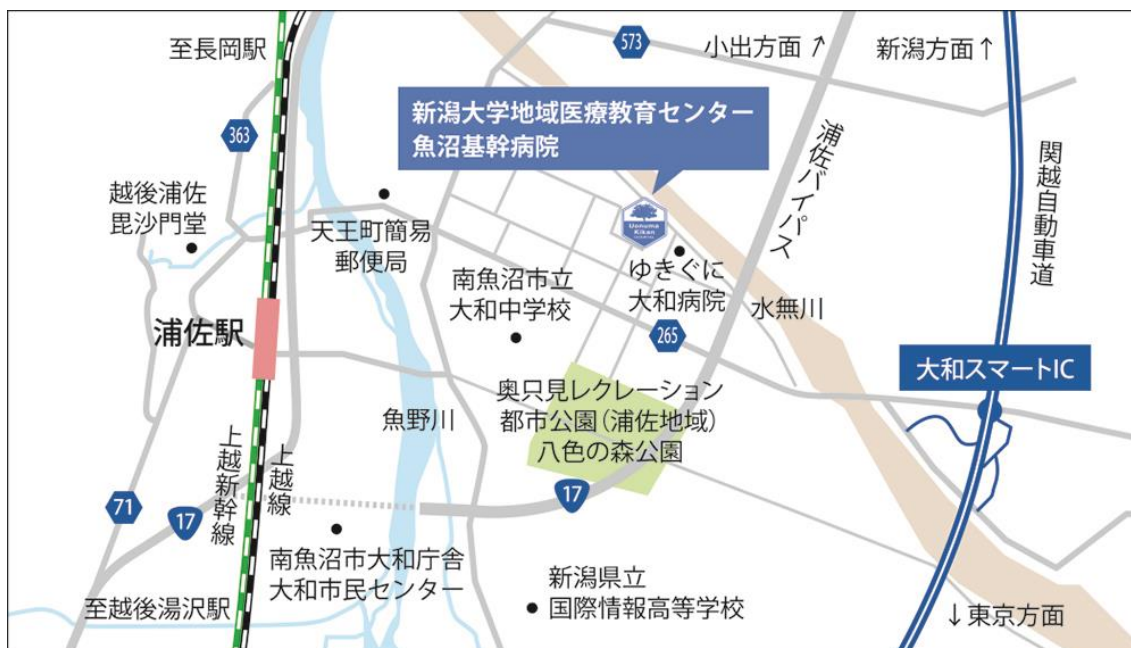 至長岡駅
573
小出方面↗
新潟方面↑
新潟大学地域医療教育センター
魚沼基幹病院
363
越後浦佐
毘沙門堂
天王町簡易
郵便局
Uonuma
Kikan
浦佐バイパス
関越自動車道
南魚沼市立
大和中学校
ゆきぐに
大和病院
水無川
浦佐駅
265
大和スマートIC
奥只見レクレーション
都市公園(浦佐地域)
八色の森公園
魚野川
上越新幹線
上越線
71
17
17
南魚沼市大和庁舎
大和市民センター
新潟県立
国際情報高等学校
至越後湯沢駅
↓東京方面